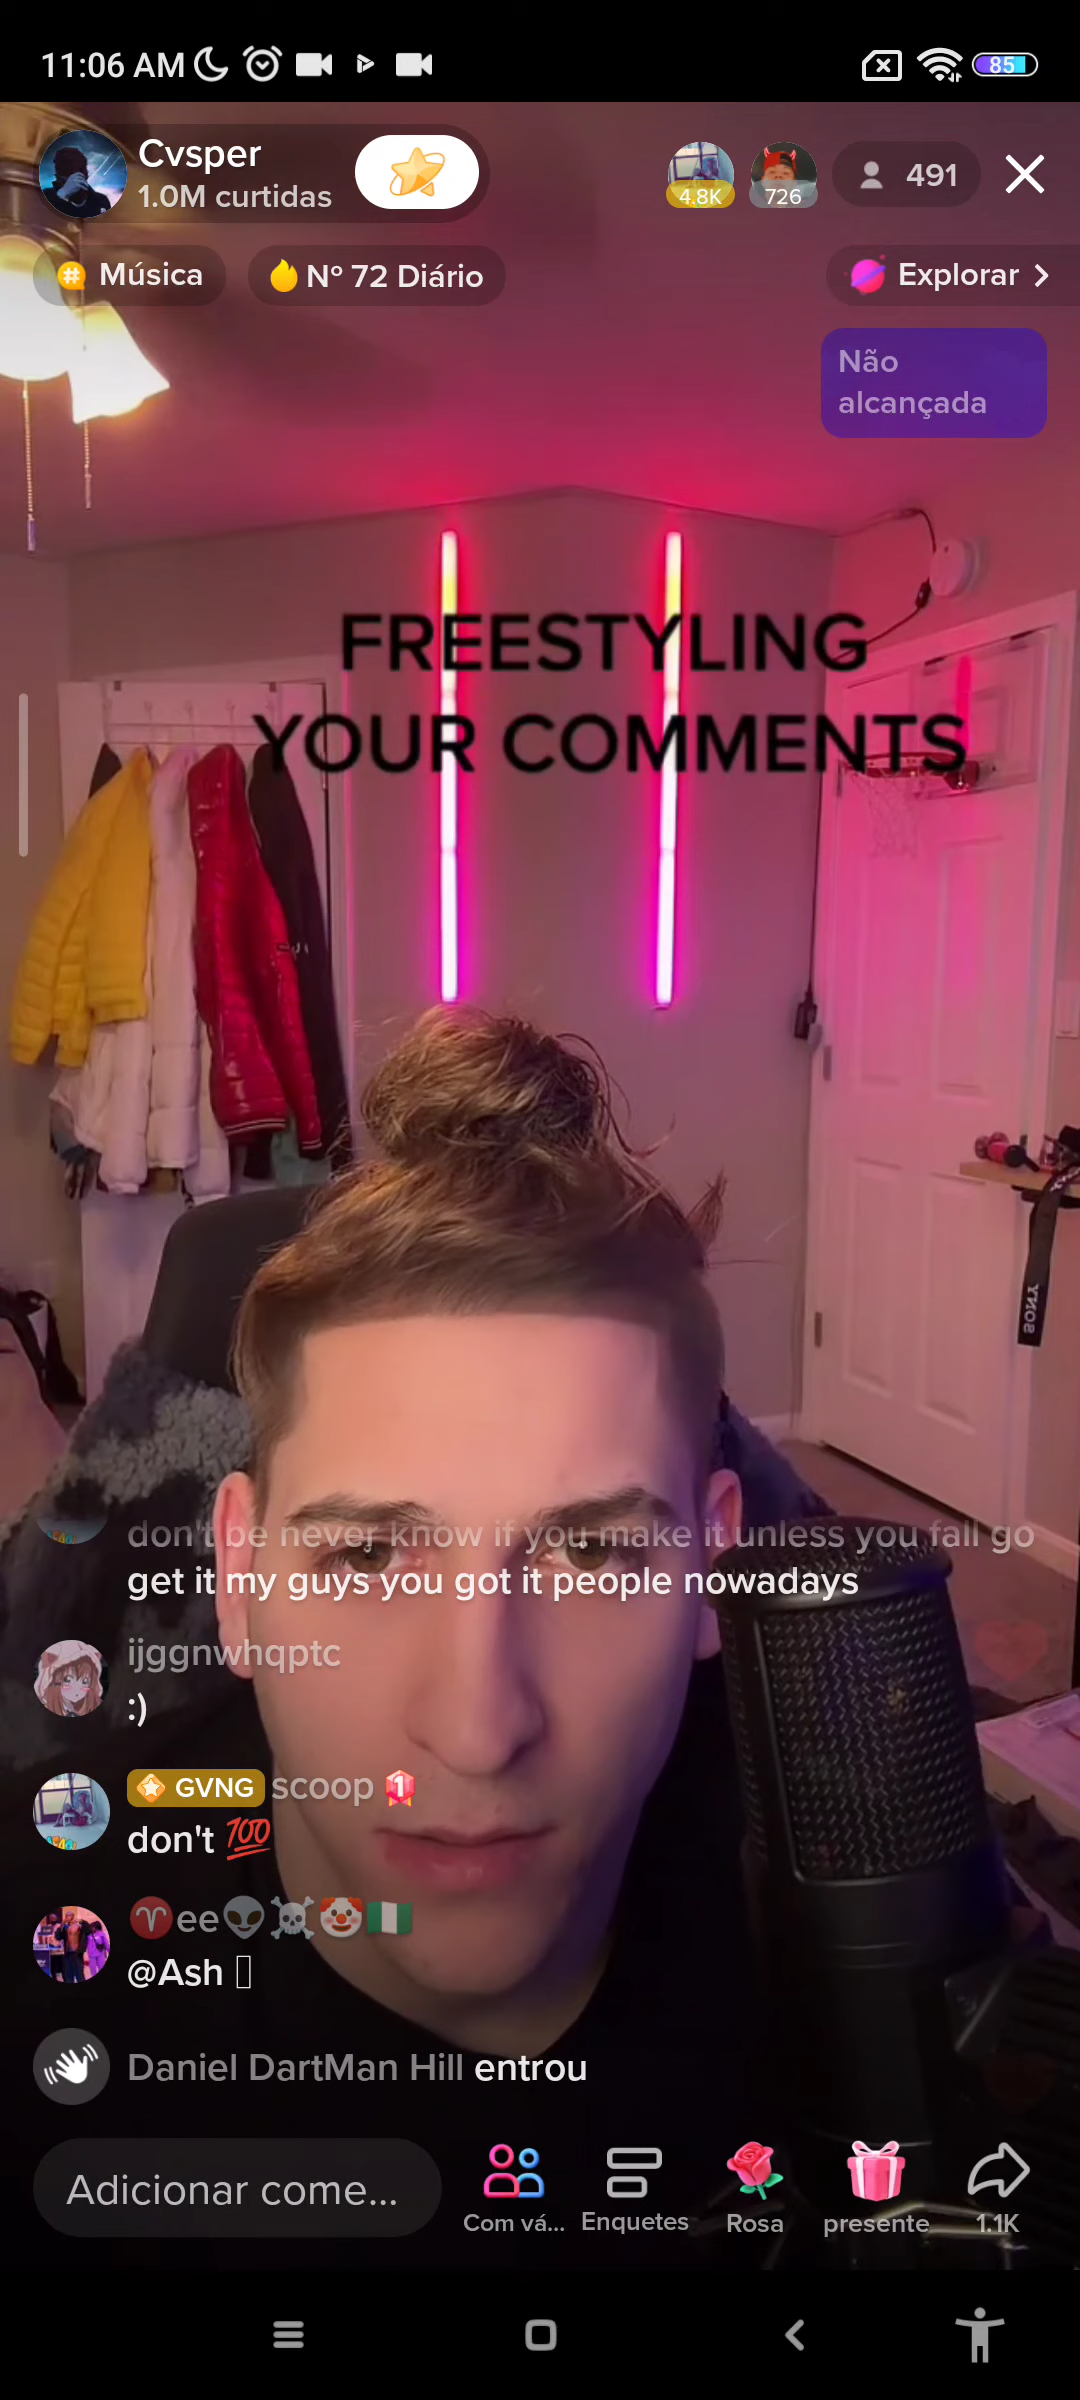 11:06 AM
85
Cvsper
1.0M curtidas
4.8K
726
491
Música
Nº 72 Diário
Explorar
Não
alcançada
FREESTYLING
YOUR COMMENTS
SONY
don't be never know if you make it unless you fall go
get it my guys you got it people nowadays
ijggnwhqptc
:)
GVNG scoop 1
don't 💯
♈ee👽☠️🤡🇳🇬
@Ash
Daniel DartMan Hill entrou
Adicionar come...
Com vá...
Enquetes
Rosa
presente
1.1K